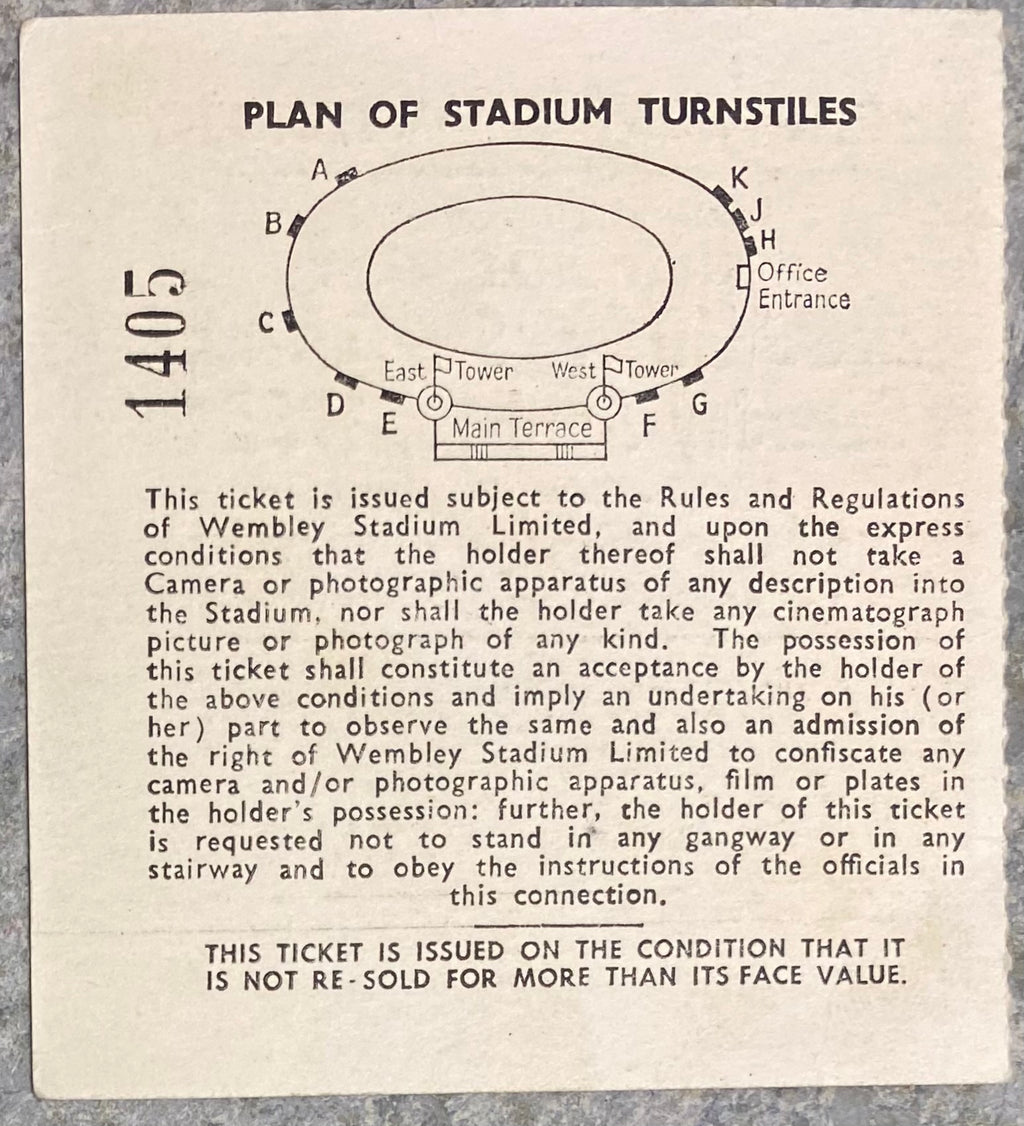 PLAN OF STADIUM TURNSTILES
A
K
B
J
H
Office
Entrance
1405
C
East Tower West Tower
D
E
F
G
Main Terrace
This ticket is issued subject to the Rules and Regulations
of Wembley Stadium Limited, and upon the express
conditions that the holder thereof shall not take a
Camera or photographic apparatus of any description into
the Stadium, nor shall the holder take any cinematograph
picture or photograph of any kind. The possession of
this ticket shall constitute an acceptance by the holder of
the above conditions and imply an undertaking on his (or
her) part to observe the same and also an admission of
the right of Wembley Stadium Limited to confiscate any
camera and/or photographic apparatus, film or plates in
the holder's possession: further, the holder of this ticket
is requested not to stand in any gangway or in any
stairway and to obey the instructions of the officials in
this connection.
THIS TICKET IS ISSUED ON THE CONDITION THAT IT
IS NOT RE-SOLD FOR MORE THAN ITS FACE VALUE.